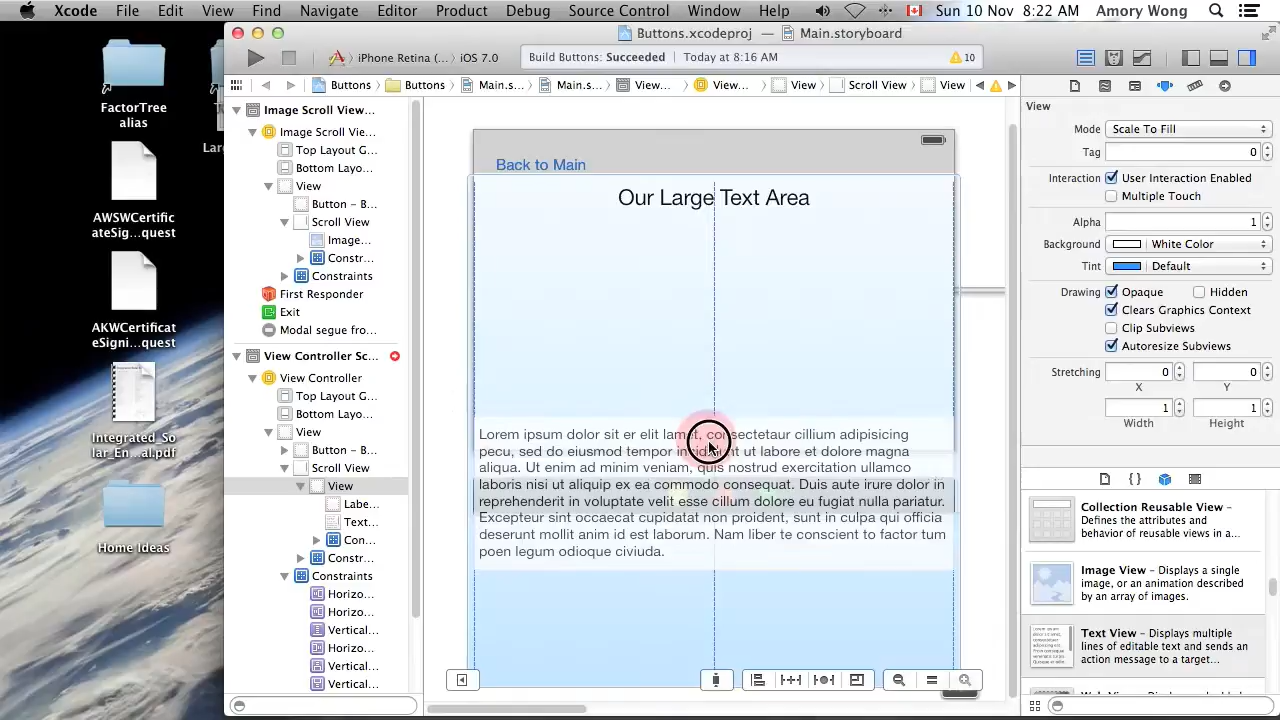 Xcode File Edit View Find Navigate Editor Product Debug Source Control Window Help Sun 10 Nov 8:22 AM Amory Wong
Buttons.xcodeproj — Main.storyboard
iPhone Retina (... iOS 7.0
Build Buttons: Succeeded Today at 8:16 AM 10
Buttons Buttons Main.s... Main.s... View... View... View Scroll View View
FactorTree
alias
Lar
AWSWCertific
ateSig...quest
AKWCertificat
eSigni...quest
Integrated_So
lar_En...al.pdf
Home Ideas
Image Scroll View...
Image Scroll Vie...
Top Layout G...
Bottom Layo...
View
Button - B...
Scroll View
Image...
Constr...
Constraints
First Responder
Exit
Modal segue fro...
View Controller Sc...
View Controller
Top Layout G...
Bottom Layo...
View
Button - B...
Scroll View
View
Labe...
Text...
Con...
Constr...
Constraints
Horizo...
Horizo...
Vertical...
Horizo...
Vertical...
Vertical...
Back to Main
Our Large Text Area
Lorem ipsum dolor sit er elit lamet, consectetaur cillium adipisicing
pecu, sed do eiusmod tempor incididunt ut labore et dolore magna
aliqua. Ut enim ad minim veniam, quis nostrud exercitation ullamco
laboris nisi ut aliquip ex ea commodo consequat. Duis aute irure dolor in
reprehenderit in voluptate velit esse cillum dolore eu fugiat nulla pariatur.
Excepteur sint occaecat cupidatat non proident, sunt in culpa qui officia
deserunt mollit anim id est laborum. Nam liber te conscient to factor tum
poen legum odioque civiuda.
View
Mode Scale To Fill
Tag 0
Interaction User Interaction Enabled
Multiple Touch
Alpha 1
Background White Color
Tint Default
Drawing Opaque Hidden
Clears Graphics Context
Clip Subviews
Autoresize Subviews
Stretching 0 0
X Y
1 1
Width Height
{ }
Collection Reusable View –
Defines the attributes and
behavior of reusable views in a...
Image View – Displays a single
image, or an animation described
by an array of images.
Text View – Displays multiple
lines of editable text and sends an
action message to a target...